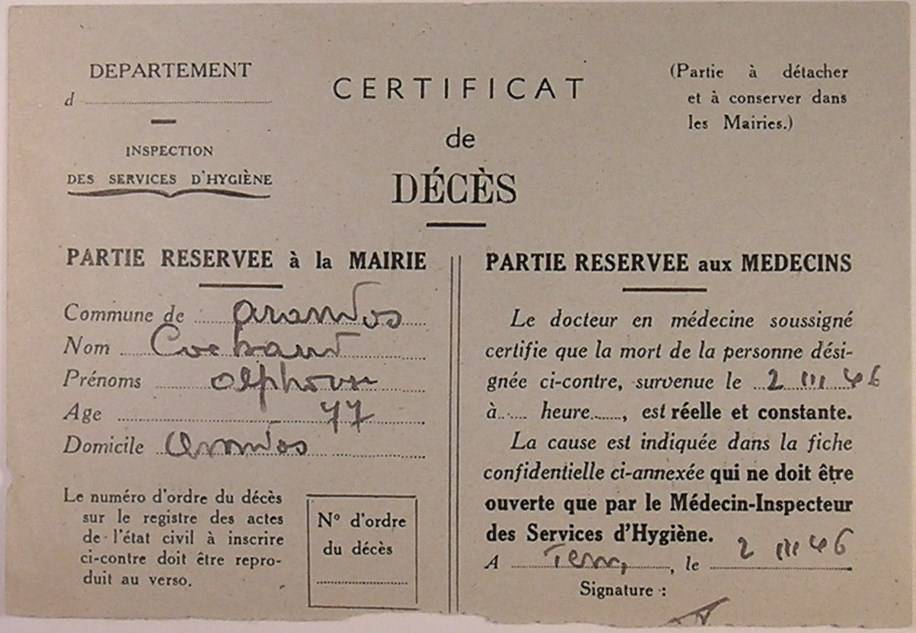 DEPARTEMENT
d
INSPECTION
DES SERVICES D'HYGIÈNE
CERTIFICAT
de
DÉCÈS
(Partie à détacher
et à conserver dans
les Mairies.)
PARTIE RESERVEE à la MAIRIE
Commune de
Nom
Prénoms Alphonse
Age 77
Domicile
Le numéro d'ordre du décès
sur le registre des actes
de l'état civil à inscrire
ci-contre doit être repro-
duit au verso.
N° d'ordre
du décès
PARTIE RESERVEE aux MEDECINS
Le docteur en médecine soussigné
certifie que la mort de la personne dési-
gnée ci-contre, survenue le 2 III 46
à heure, est réelle et constante.
La cause est indiquée dans la fiche
confidentielle ci-annexée qui ne doit être
ouverte que par le Médecin-Inspecteur
des Services d'Hygiène.
A , le 2 III 46
Signature :